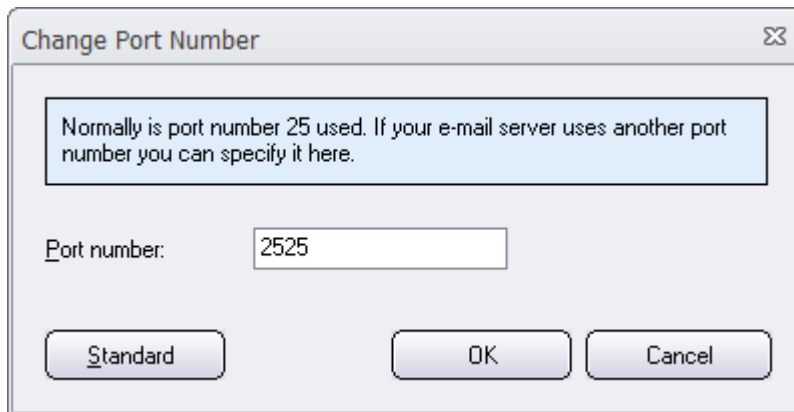 Change Port Number
Normally is port number 25 used. If your e-mail server uses another port
number you can specify it here.
Port number: 2525
Standard OK Cancel